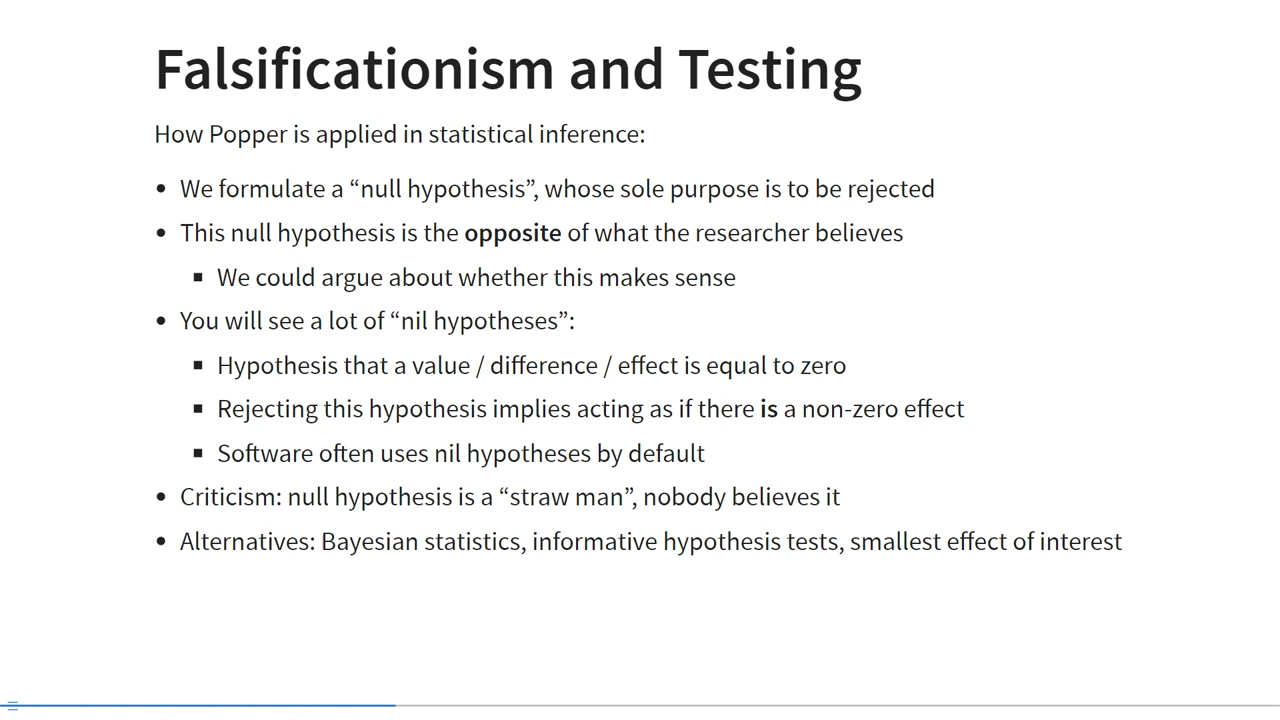 Falsificationism and Testing
How Popper is applied in statistical inference:
• We formulate a “null hypothesis”, whose sole purpose is to be rejected
• This null hypothesis is the opposite of what the researcher believes
▪ We could argue about whether this makes sense
• You will see a lot of “nil hypotheses”:
▪ Hypothesis that a value / difference / effect is equal to zero
▪ Rejecting this hypothesis implies acting as if there is a non-zero effect
▪ Software often uses nil hypotheses by default
• Criticism: null hypothesis is a “straw man”, nobody believes it
• Alternatives: Bayesian statistics, informative hypothesis tests, smallest effect of interest